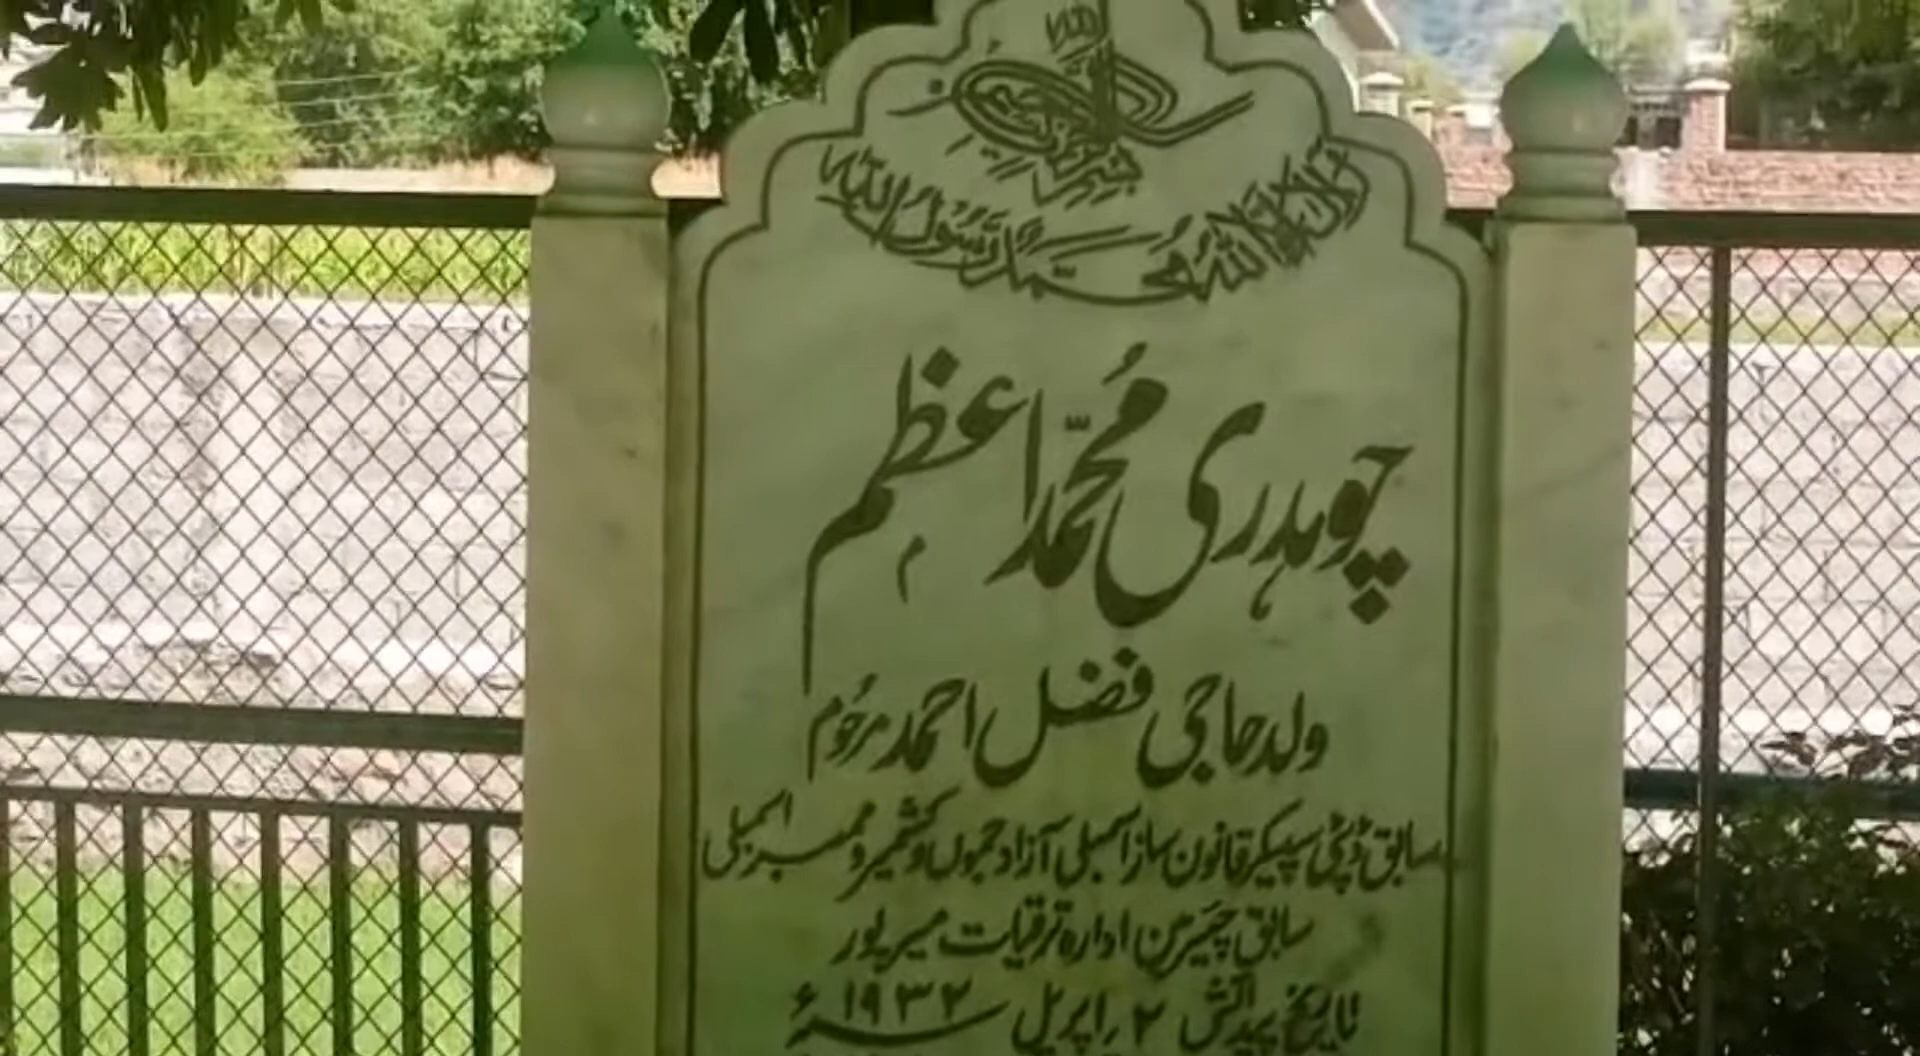 بسم اللہ الرحمن الرحیم
لا الہ الا اللہ محمد رسول اللہ
چوہدری محمّد اعظم
ولد حاجی فضل احمد مرحوم
سابق ڈپٹی سپیکر قانون ساز اسمبلی آزاد جموں و کشمیر و ممبر اسمبلی
سابق چیئرمین ادارہ ترقیات میرپور
تاریخ پیدائش ۲ اپریل ۱۹۳۲ء